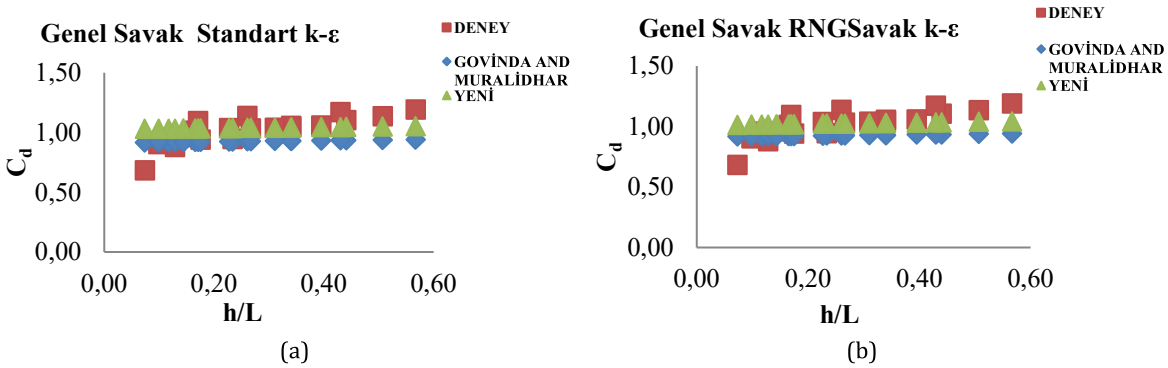 Genel Savak Standart k-ε
DENEY
GOVİNDA AND
MURALİDHAR
YENİ
1,50
1,00
0,50
0,00
C_d
0,00 0,20 0,40 0,60
h/L
(a)
Genel Savak RNGSavak k-ε
DENEY
GOVİNDA AND
MURALİDHAR
YENİ
1,50
1,00
0,50
0,00
C_d
0,00 0,20 0,40 0,60
h/L
(b)